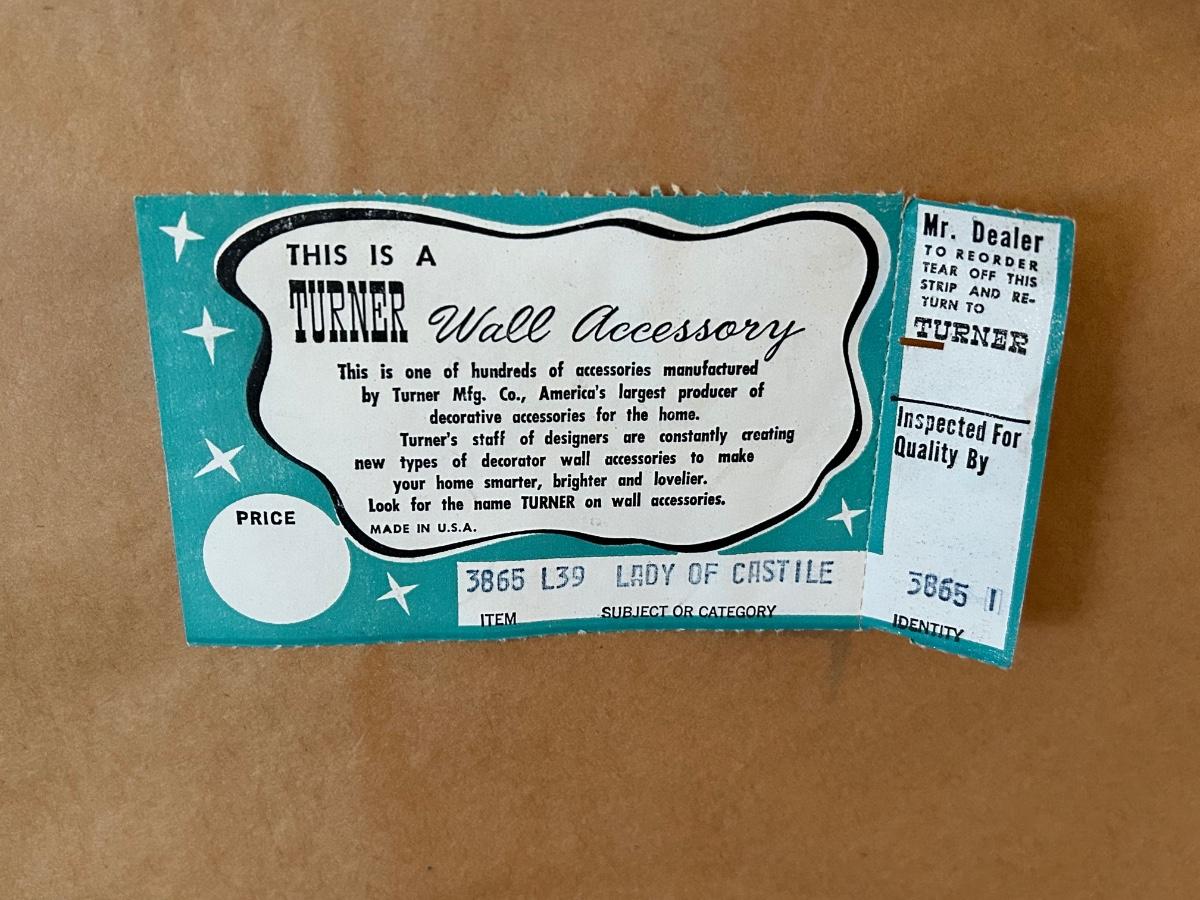 THIS IS A
TURNER Wall Accessory
This is one of hundreds of accessories manufactured
by Turner Mfg. Co., America's largest producer of
decorative accessories for the home.
Turner's staff of designers are constantly creating
new types of decorator wall accessories to make
your home smarter, brighter and lovelier.
Look for the name TURNER on wall accessories.
MADE IN U.S.A.
PRICE
3865 L39 LADY OF CASTILE
ITEM SUBJECT OR CATEGORY
Mr. Dealer
TO REORDER
TEAR OFF THIS
STRIP AND RE-
TURN TO
TURNER
Inspected For
Quality By
3865
IDENTITY